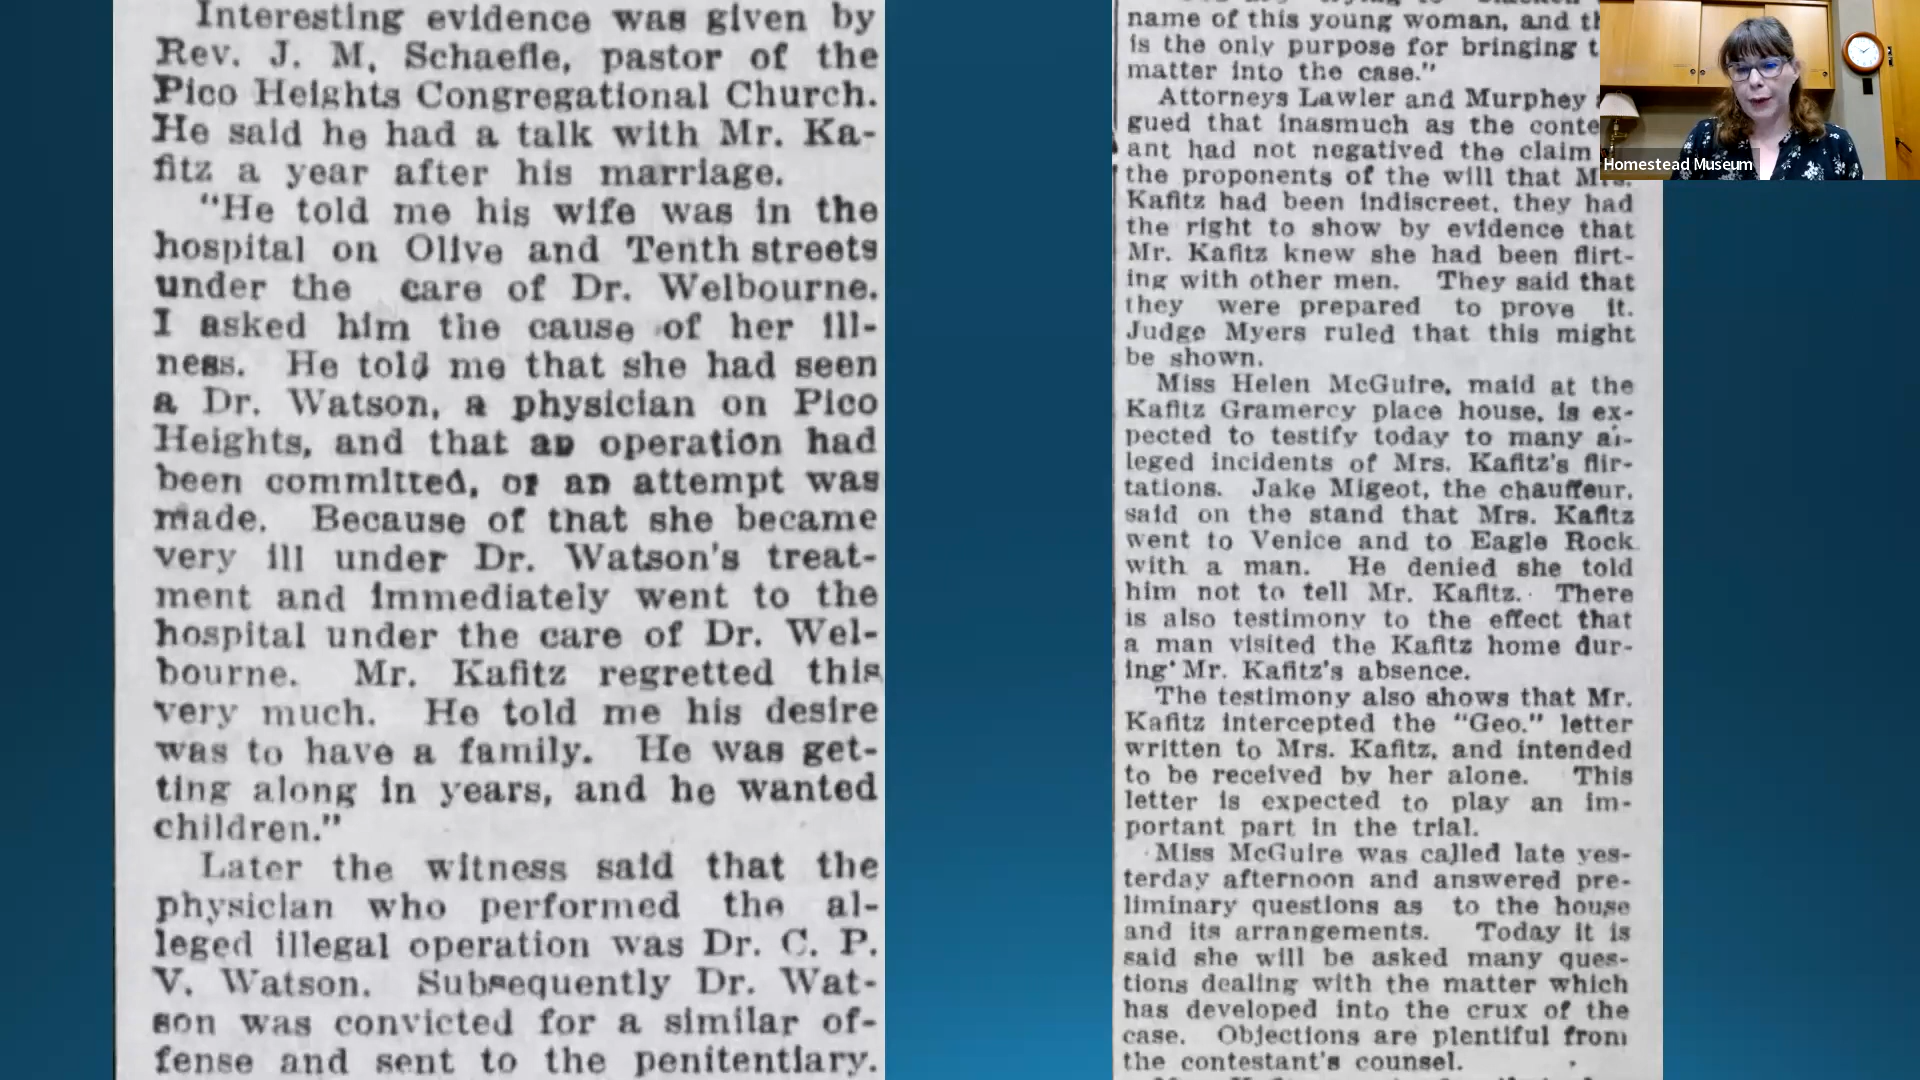 Interesting evidence was given by
Rev. J. M. Schaefle, pastor of the
Pico Heights Congregational Church.
He said he had a talk with Mr. Ka-
fitz a year after his marriage.
"He told me his wife was in the
hospital on Olive and Tenth streets
under the care of Dr. Welbourne.
I asked him the cause of her ill-
ness. He told me that she had seen
a Dr. Watson, a physician on Pico
Heights, and that an operation had
been committed, or an attempt was
made. Because of that she became
very ill under Dr. Watson's treat-
ment and immediately went to the
hospital under the care of Dr. Wel-
bourne. Mr. Kafitz regretted this
very much. He told me his desire
was to have a family. He was get-
ting along in years, and he wanted
children."
Later the witness said that the
physician who performed the al-
leged illegal operation was Dr. C. P.
V. Watson. Subsequently Dr. Wat-
son was convicted for a similar of-
fense and sent to the penitentiary.
name of this young woman, and
is the only purpose for bringing
matter into the case."
Attorneys Lawler and Murphey
gued that inasmuch as the conte
ant had not negatived the claim
the proponents of the will that Mrs.
Kafitz had been indiscreet, they had
the right to show by evidence that
Mr. Kafitz knew she had been flirt-
ing with other men. They said that
they were prepared to prove it.
Judge Myers ruled that this might
be shown.
Miss Helen McGuire, maid at the
Kafitz Gramercy place house, is ex-
pected to testify today to many al-
leged incidents of Mrs. Kafitz's flir-
tations. Jake Migeot, the chauffeur,
said on the stand that Mrs. Kafitz
went to Venice and to Eagle Rock
with a man. He denied she told
him not to tell Mr. Kafitz. There
is also testimony to the effect that
a man visited the Kafitz home dur-
ing Mr. Kafitz's absence.
The testimony also shows that Mr.
Kafitz intercepted the "Geo." letter
written to Mrs. Kafitz, and intended
to be received by her alone. This
letter is expected to play an im-
portant part in the trial.
Miss McGuire was called late yes-
terday afternoon and answered pre-
liminary questions as to the house
and its arrangements. Today it is
said she will be asked many ques-
tions dealing with the matter which
has developed into the crux of the
case. Objections are plentiful from
the contestant's counsel.
Homestead Museum